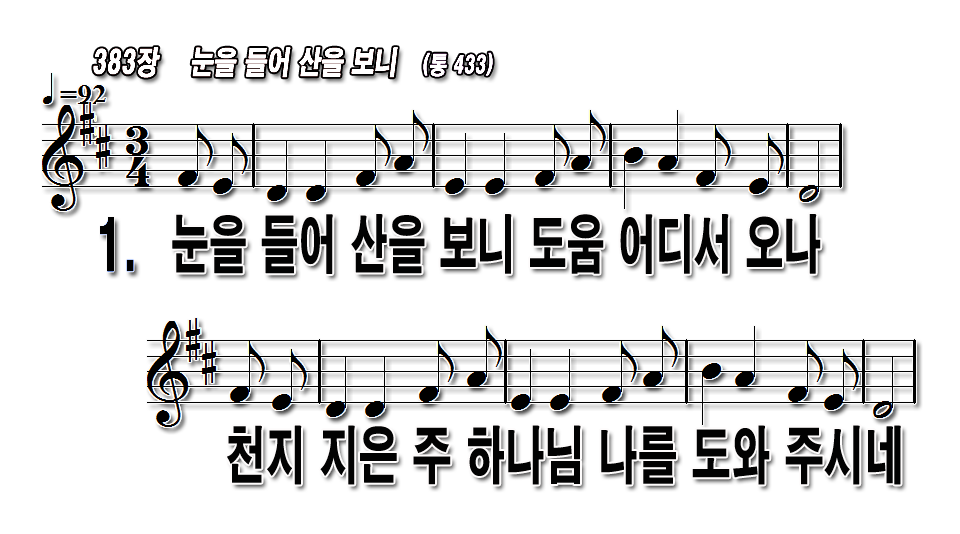 383장 눈을 들어 산을 보니 (통 433)
♩=92
3
4
1. 눈을 들어 산을 보니 도움 어디서 오나
천지 지은 주 하나님 나를 도와 주시네